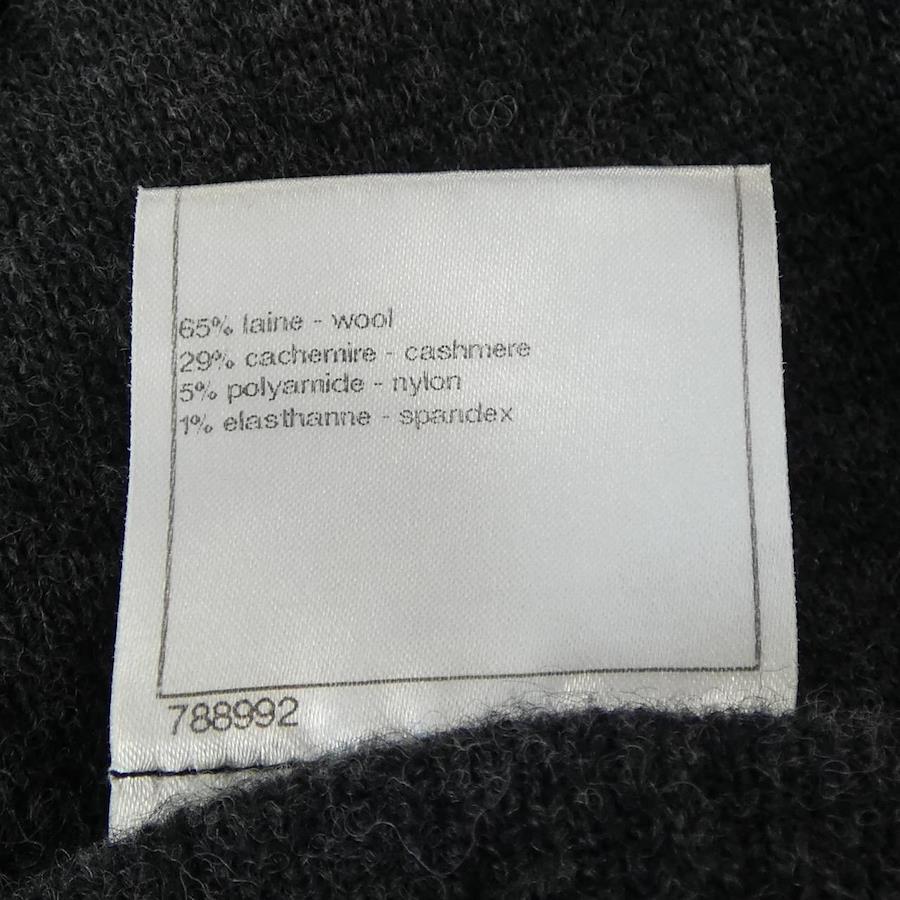 65% laine - wool
29% cachemire - cashmere
5% polyamide - nylon
1% elasthanne - spandex
788992